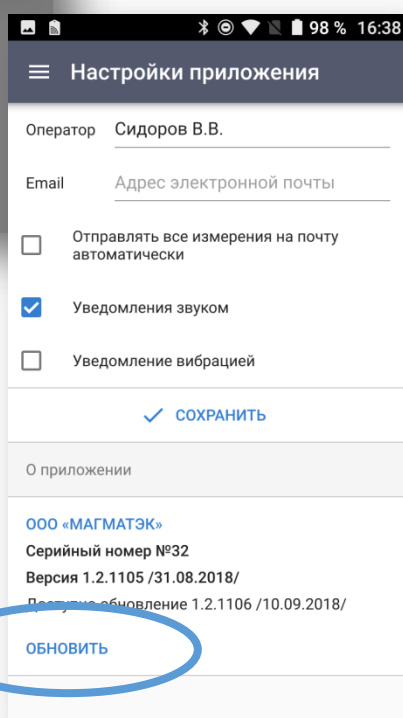 98 % 16:38
Настройки приложения
Оператор Сидоров В.В.
Email Адрес электронной почты
Отправлять все измерения на почту
автоматически
Уведомления звуком
Уведомление вибрацией
СОХРАНИТЬ
О приложении
ООО «МАГМАТЭК»
Серийный номер №32
Версия 1.2.1105 /31.08.2018/
Доступно обновление 1.2.1106 /10.09.2018/
ОБНОВИТЬ